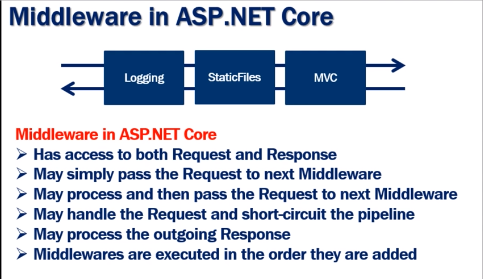 Middleware in ASP.NET Core
Logging
StaticFiles
MVC
Middleware in ASP.NET Core
➢ Has access to both Request and Response
➢ May simply pass the Request to next Middleware
➢ May process and then pass the Request to next Middleware
➢ May handle the Request and short-circuit the pipeline
➢ May process the outgoing Response
➢ Middlewares are executed in the order they are added